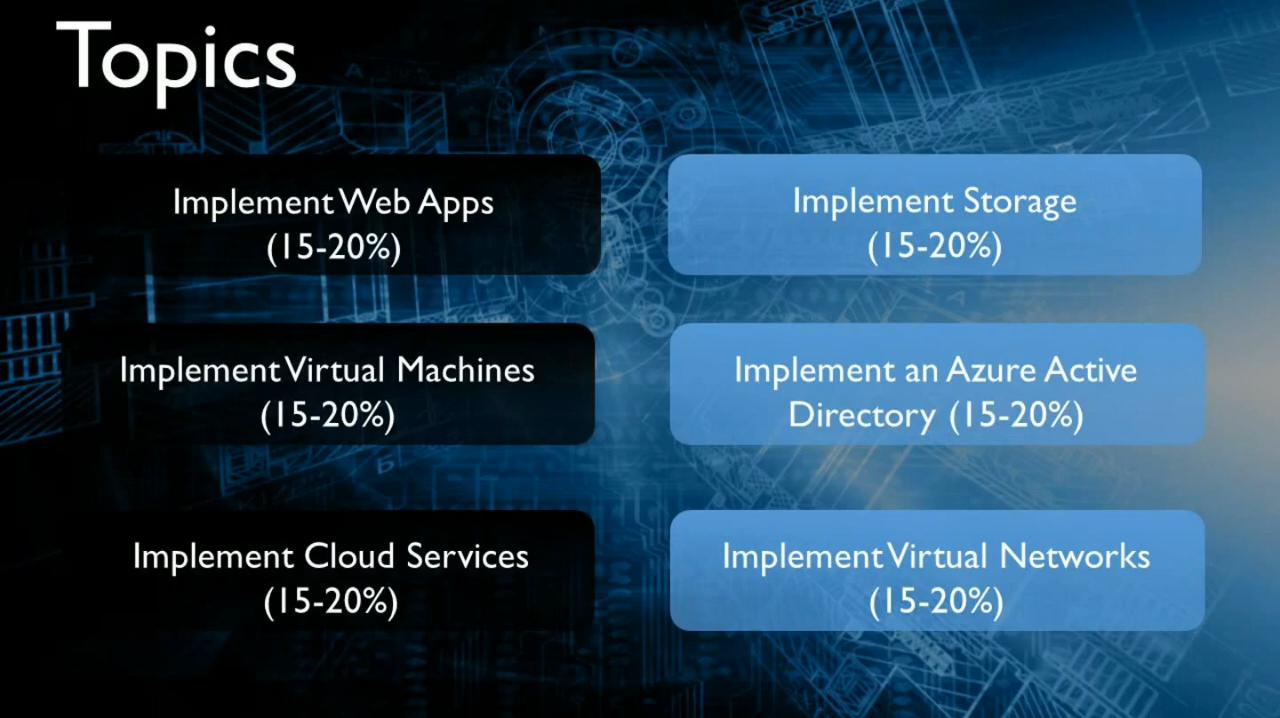 Topics
Implement Web Apps
(15-20%)
Implement Storage
(15-20%)
Implement Virtual Machines
(15-20%)
Implement an Azure Active
Directory (15-20%)
Implement Cloud Services
(15-20%)
Implement Virtual Networks
(15-20%)
А
А
Б